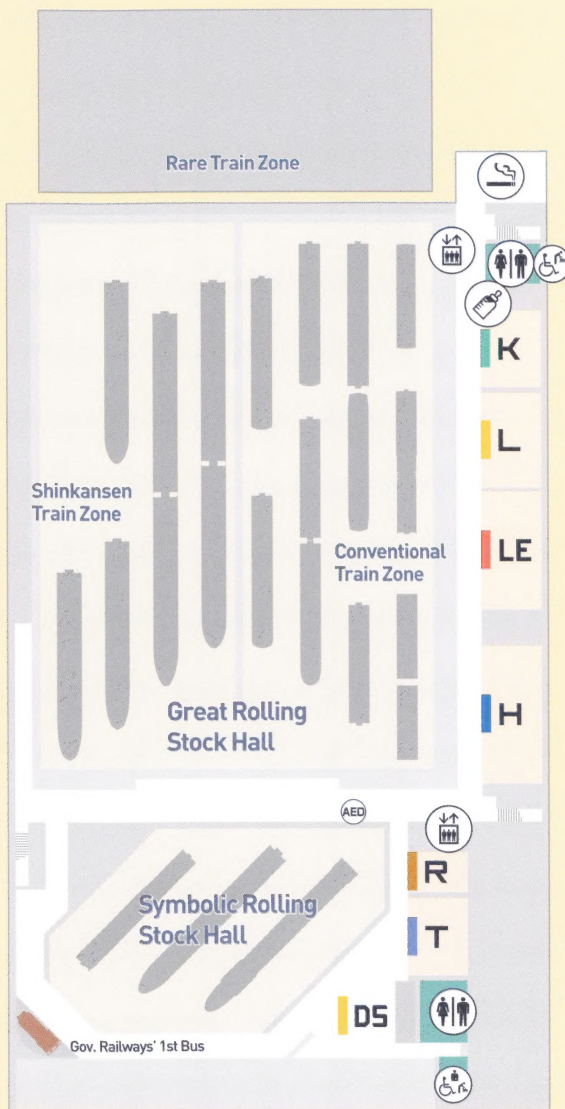 Rare Train Zone
K
L
Shinkansen
Train Zone
LE
Conventional
Train Zone
Great Rolling
Stock Hall
H
AED
R
Symbolic Rolling
Stock Hall
T
DS
Gov. Railways' 1st Bus